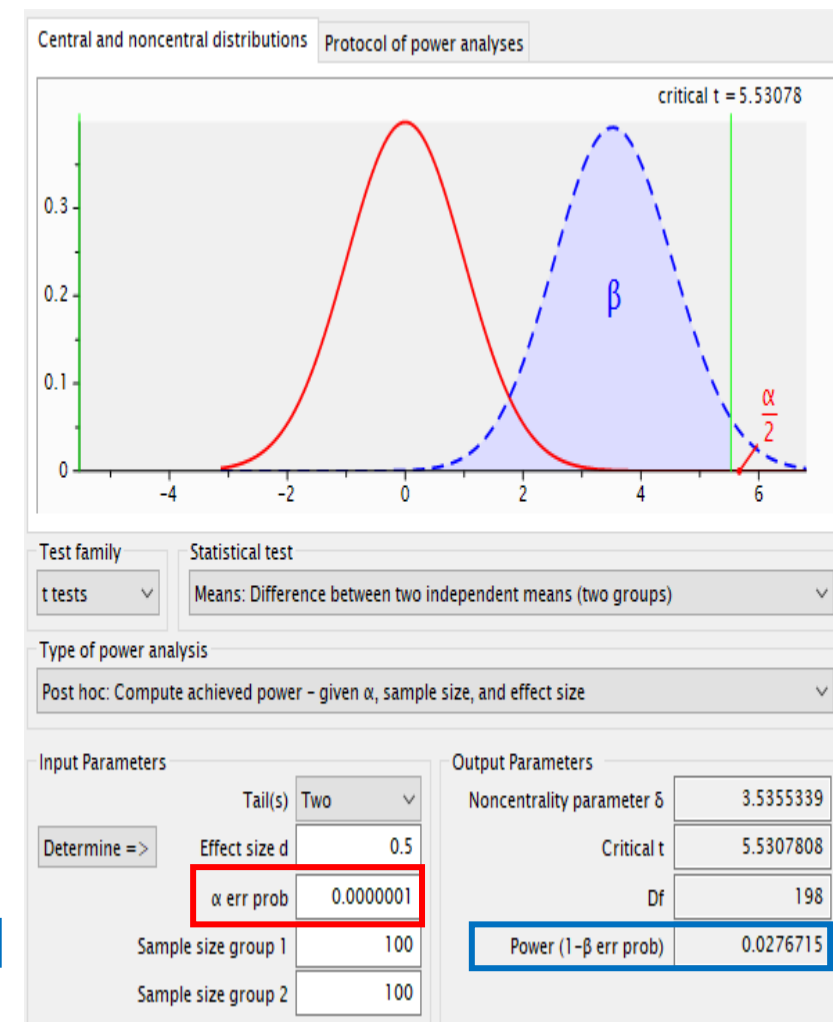 Central and noncentral distributions Protocol of power analyses
critical t = 5.53078
0.3
0.2
β
0.1
α
2
0
-4 -2 0 2 4 6
Test family Statistical test
t tests Means: Difference between two independent means (two groups)
Type of power analysis
Post hoc: Compute achieved power – given α, sample size, and effect size
Input Parameters Output Parameters
Tail(s) Two Noncentrality parameter δ 3.5355339
Determine => Effect size d 0.5 Critical t 5.5307808
α err prob 0.0000001 Df 198
Sample size group 1 100 Power (1-β err prob) 0.0276715
Sample size group 2 100